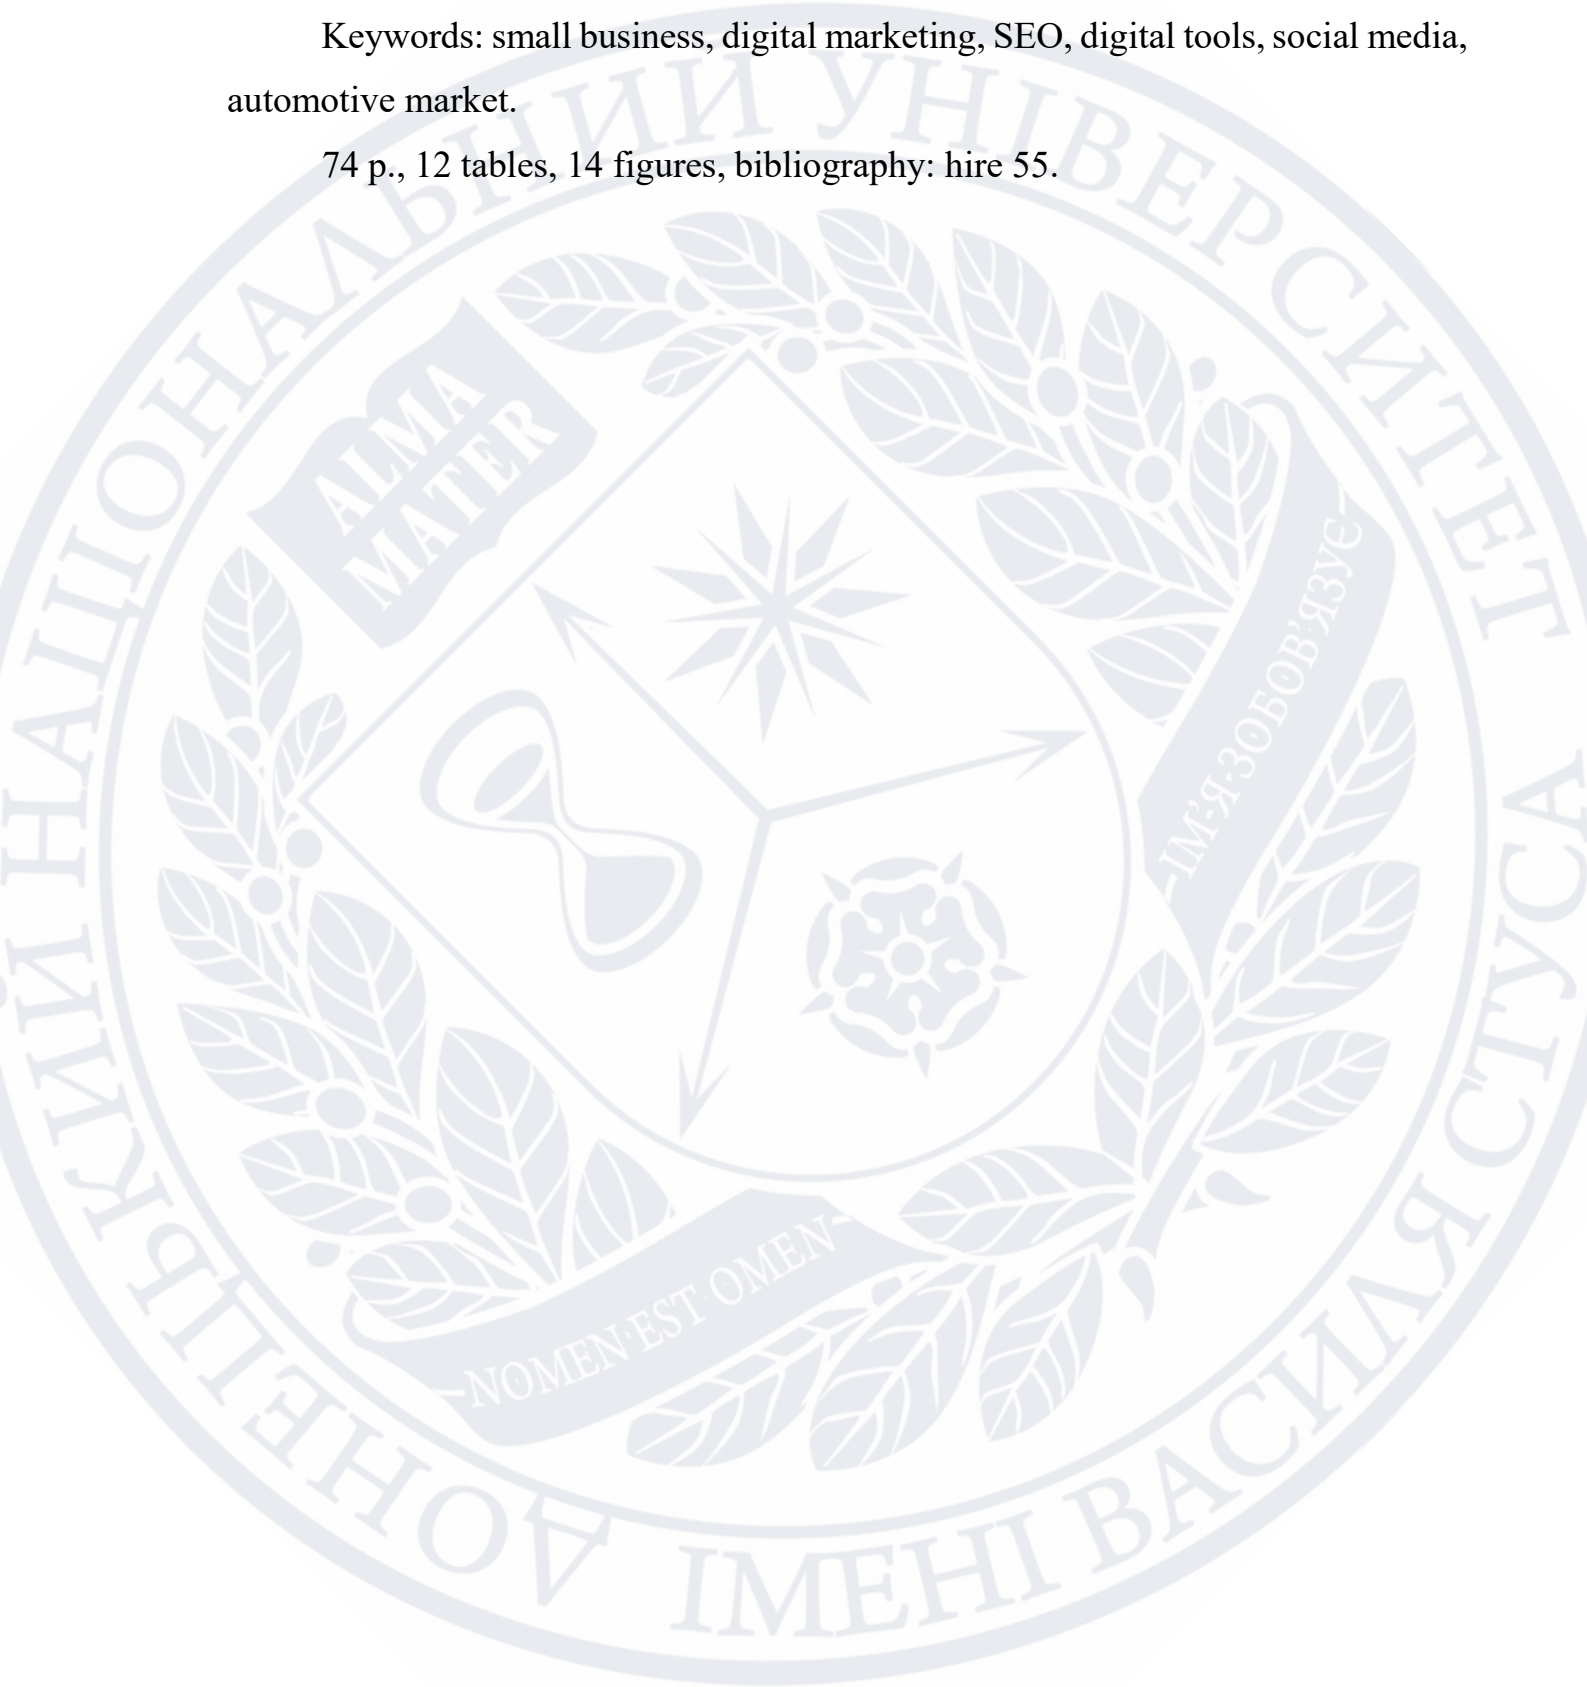 Keywords: small business, digital marketing, SEO, digital tools, social media,
automotive market.
74 p., 12 tables, 14 figures, bibliography: hire 55.
ДОНЕЦЬКИЙ НАЦІОНАЛЬНИЙ УНІВЕРСИТЕТ ІМЕНІ ВАСИЛЯ СТУСА
ALMA
MATER
ІМ'Я·ЗОБОВ'ЯЗУЄ
NOMEN·EST·OMEN